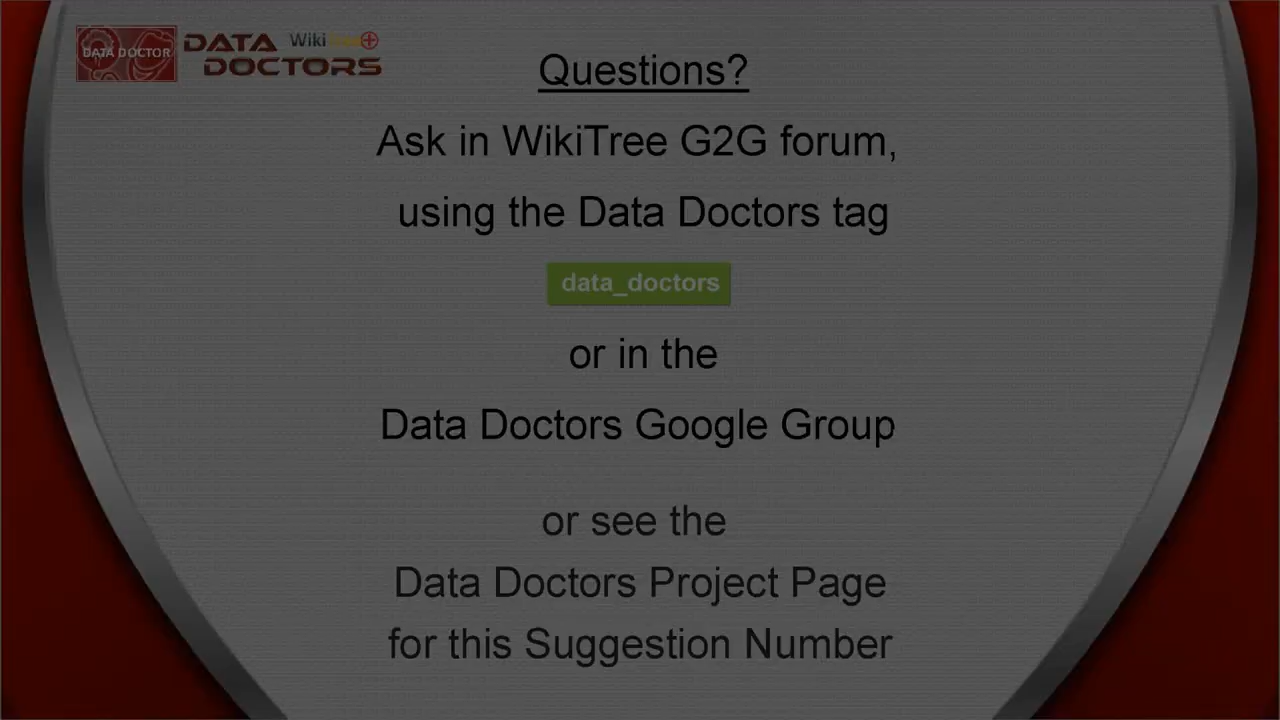 DATA DOCTOR
DATA
WikiTree
DOCTORS
Questions?
Ask in WikiTree G2G forum,
using the Data Doctors tag
data_doctors
or in the
Data Doctors Google Group
or see the
Data Doctors Project Page
for this Suggestion Number